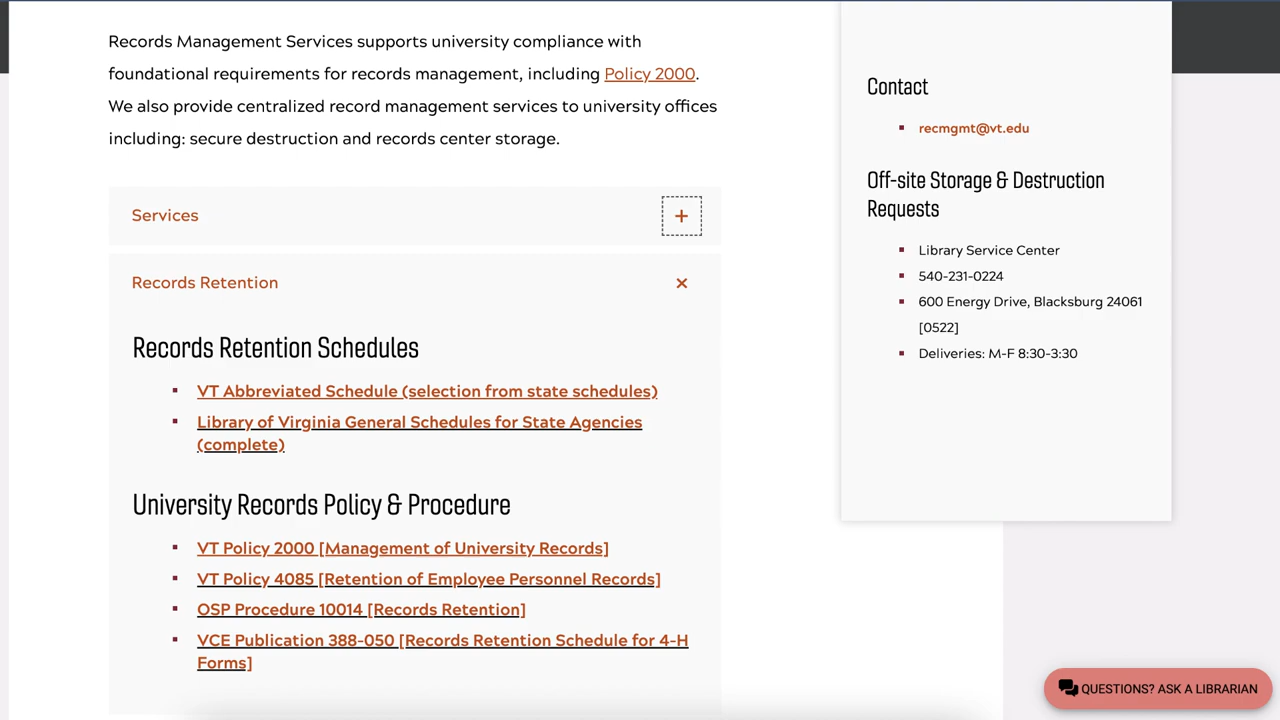 Records Management Services supports university compliance with
foundational requirements for records management, including Policy 2000.
We also provide centralized record management services to university offices
including: secure destruction and records center storage.
Services
+
Records Retention
×
Records Retention Schedules
▪ VT Abbreviated Schedule (selection from state schedules)
▪ Library of Virginia General Schedules for State Agencies
(complete)
University Records Policy & Procedure
▪ VT Policy 2000 [Management of University Records]
▪ VT Policy 4085 [Retention of Employee Personnel Records]
▪ OSP Procedure 10014 [Records Retention]
▪ VCE Publication 388-050 [Records Retention Schedule for 4-H
Forms]
Contact
▪ recmgmt@vt.edu
Off-site Storage & Destruction
Requests
▪ Library Service Center
▪ 540-231-0224
▪ 600 Energy Drive, Blacksburg 24061
[0522]
▪ Deliveries: M-F 8:30-3:30
QUESTIONS? ASK A LIBRARIAN